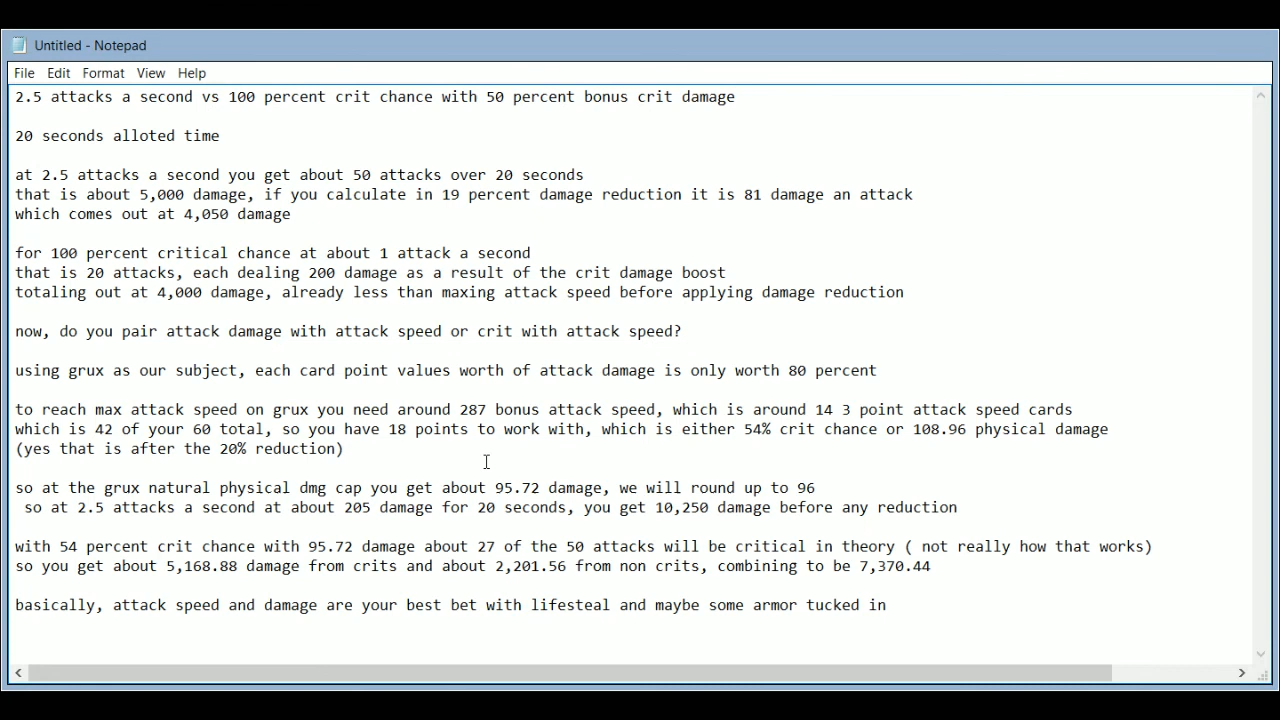 Untitled - Notepad
File Edit Format View Help
2.5 attacks a second vs 100 percent crit chance with 50 percent bonus crit damage
20 seconds alloted time
at 2.5 attacks a second you get about 50 attacks over 20 seconds
that is about 5,000 damage, if you calculate in 19 percent damage reduction it is 81 damage an attack
which comes out at 4,050 damage
for 100 percent critical chance at about 1 attack a second
that is 20 attacks, each dealing 200 damage as a result of the crit damage boost
totaling out at 4,000 damage, already less than maxing attack speed before applying damage reduction
now, do you pair attack damage with attack speed or crit with attack speed?
using grux as our subject, each card point values worth of attack damage is only worth 80 percent
to reach max attack speed on grux you need around 287 bonus attack speed, which is around 14 3 point attack speed cards
which is 42 of your 60 total, so you have 18 points to work with, which is either 54% crit chance or 108.96 physical damage
(yes that is after the 20% reduction)
so at the grux natural physical dmg cap you get about 95.72 damage, we will round up to 96
so at 2.5 attacks a second at about 205 damage for 20 seconds, you get 10,250 damage before any reduction
with 54 percent crit chance with 95.72 damage about 27 of the 50 attacks will be critical in theory ( not really how that works)
so you get about 5,168.88 damage from crits and about 2,201.56 from non crits, combining to be 7,370.44
basically, attack speed and damage are your best bet with lifesteal and maybe some armor tucked in